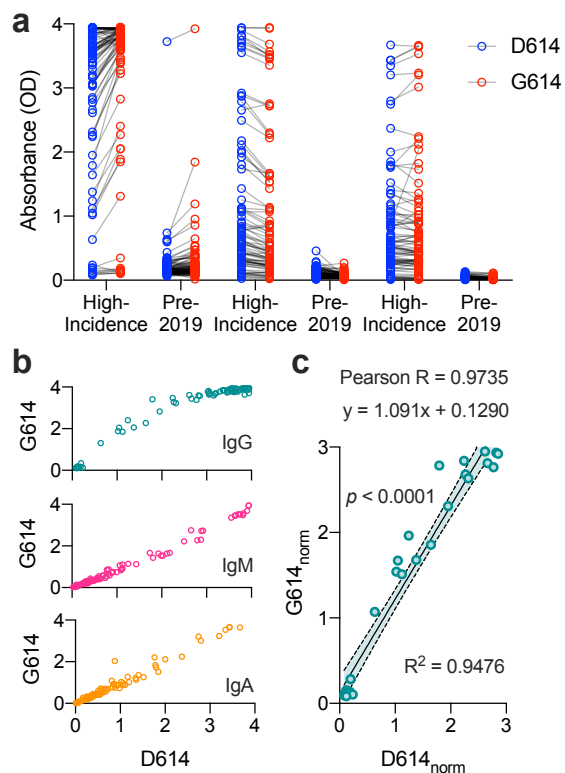 a
Absorbance (OD)
4
3
2
1
0
D614
G614
High-
Incidence
Pre-
2019
High-
Incidence
Pre-
2019
High-
Incidence
Pre-
2019
b
G614
4
2
0
IgG
G614
4
2
0
IgM
G614
4
2
0
IgA
0 1 2 3 4
D614
c
Pearson R = 0.9735
y = 1.091x + 0.1290
G614norm
3
2
1
0
p < 0.0001
R² = 0.9476
0 1 2 3
D614norm